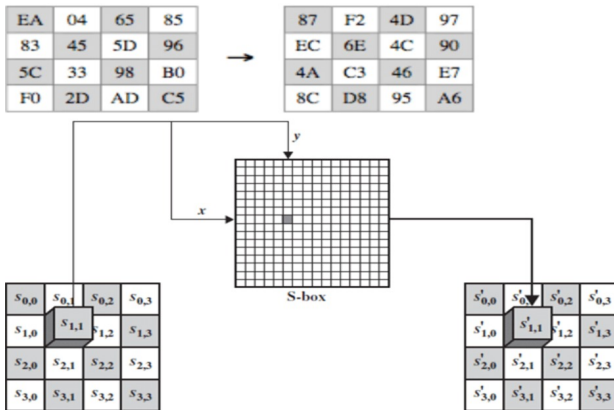 EA 04 65 85 87 F2 4D 97
83 45 5D 96 EC 6E 4C 90
5C 33 98 B0 → 4A C3 46 E7
F0 2D AD C5 8C D8 95 A6
y
x
S-box
s0,0 s0,1 s0,2 s0,3 s'0,0 s'0, s'0,2 s'0,3
s1,0 s1,1 s1,2 s1,3 s'1,0 s'1,1 s'1,2 s'1,3
s2,0 s2,1 s2,2 s2,3 s'2,0 s'2,1 s'2,2 s'2,3
s3,0 s3,1 s3,2 s3,3 s'3,0 s'3,1 s'3,2 s'3,3